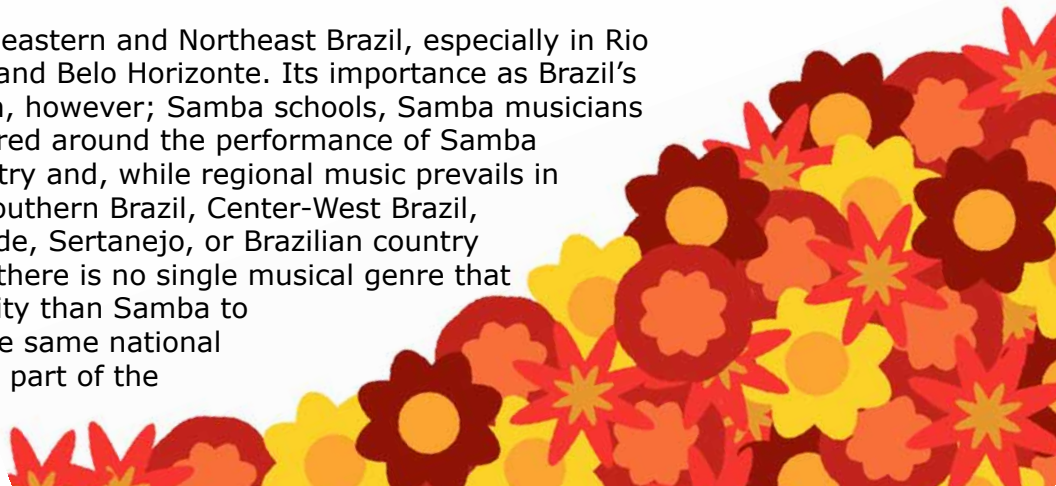 eastern and Northeast Brazil, especially in Rio
and Belo Horizonte. Its importance as Brazil’s
, however; Samba schools, Samba musicians
red around the performance of Samba
try and, while regional music prevails in
outhern Brazil, Center-West Brazil,
de, Sertanejo, or Brazilian country
there is no single musical genre that
ity than Samba to
e same national
part of the